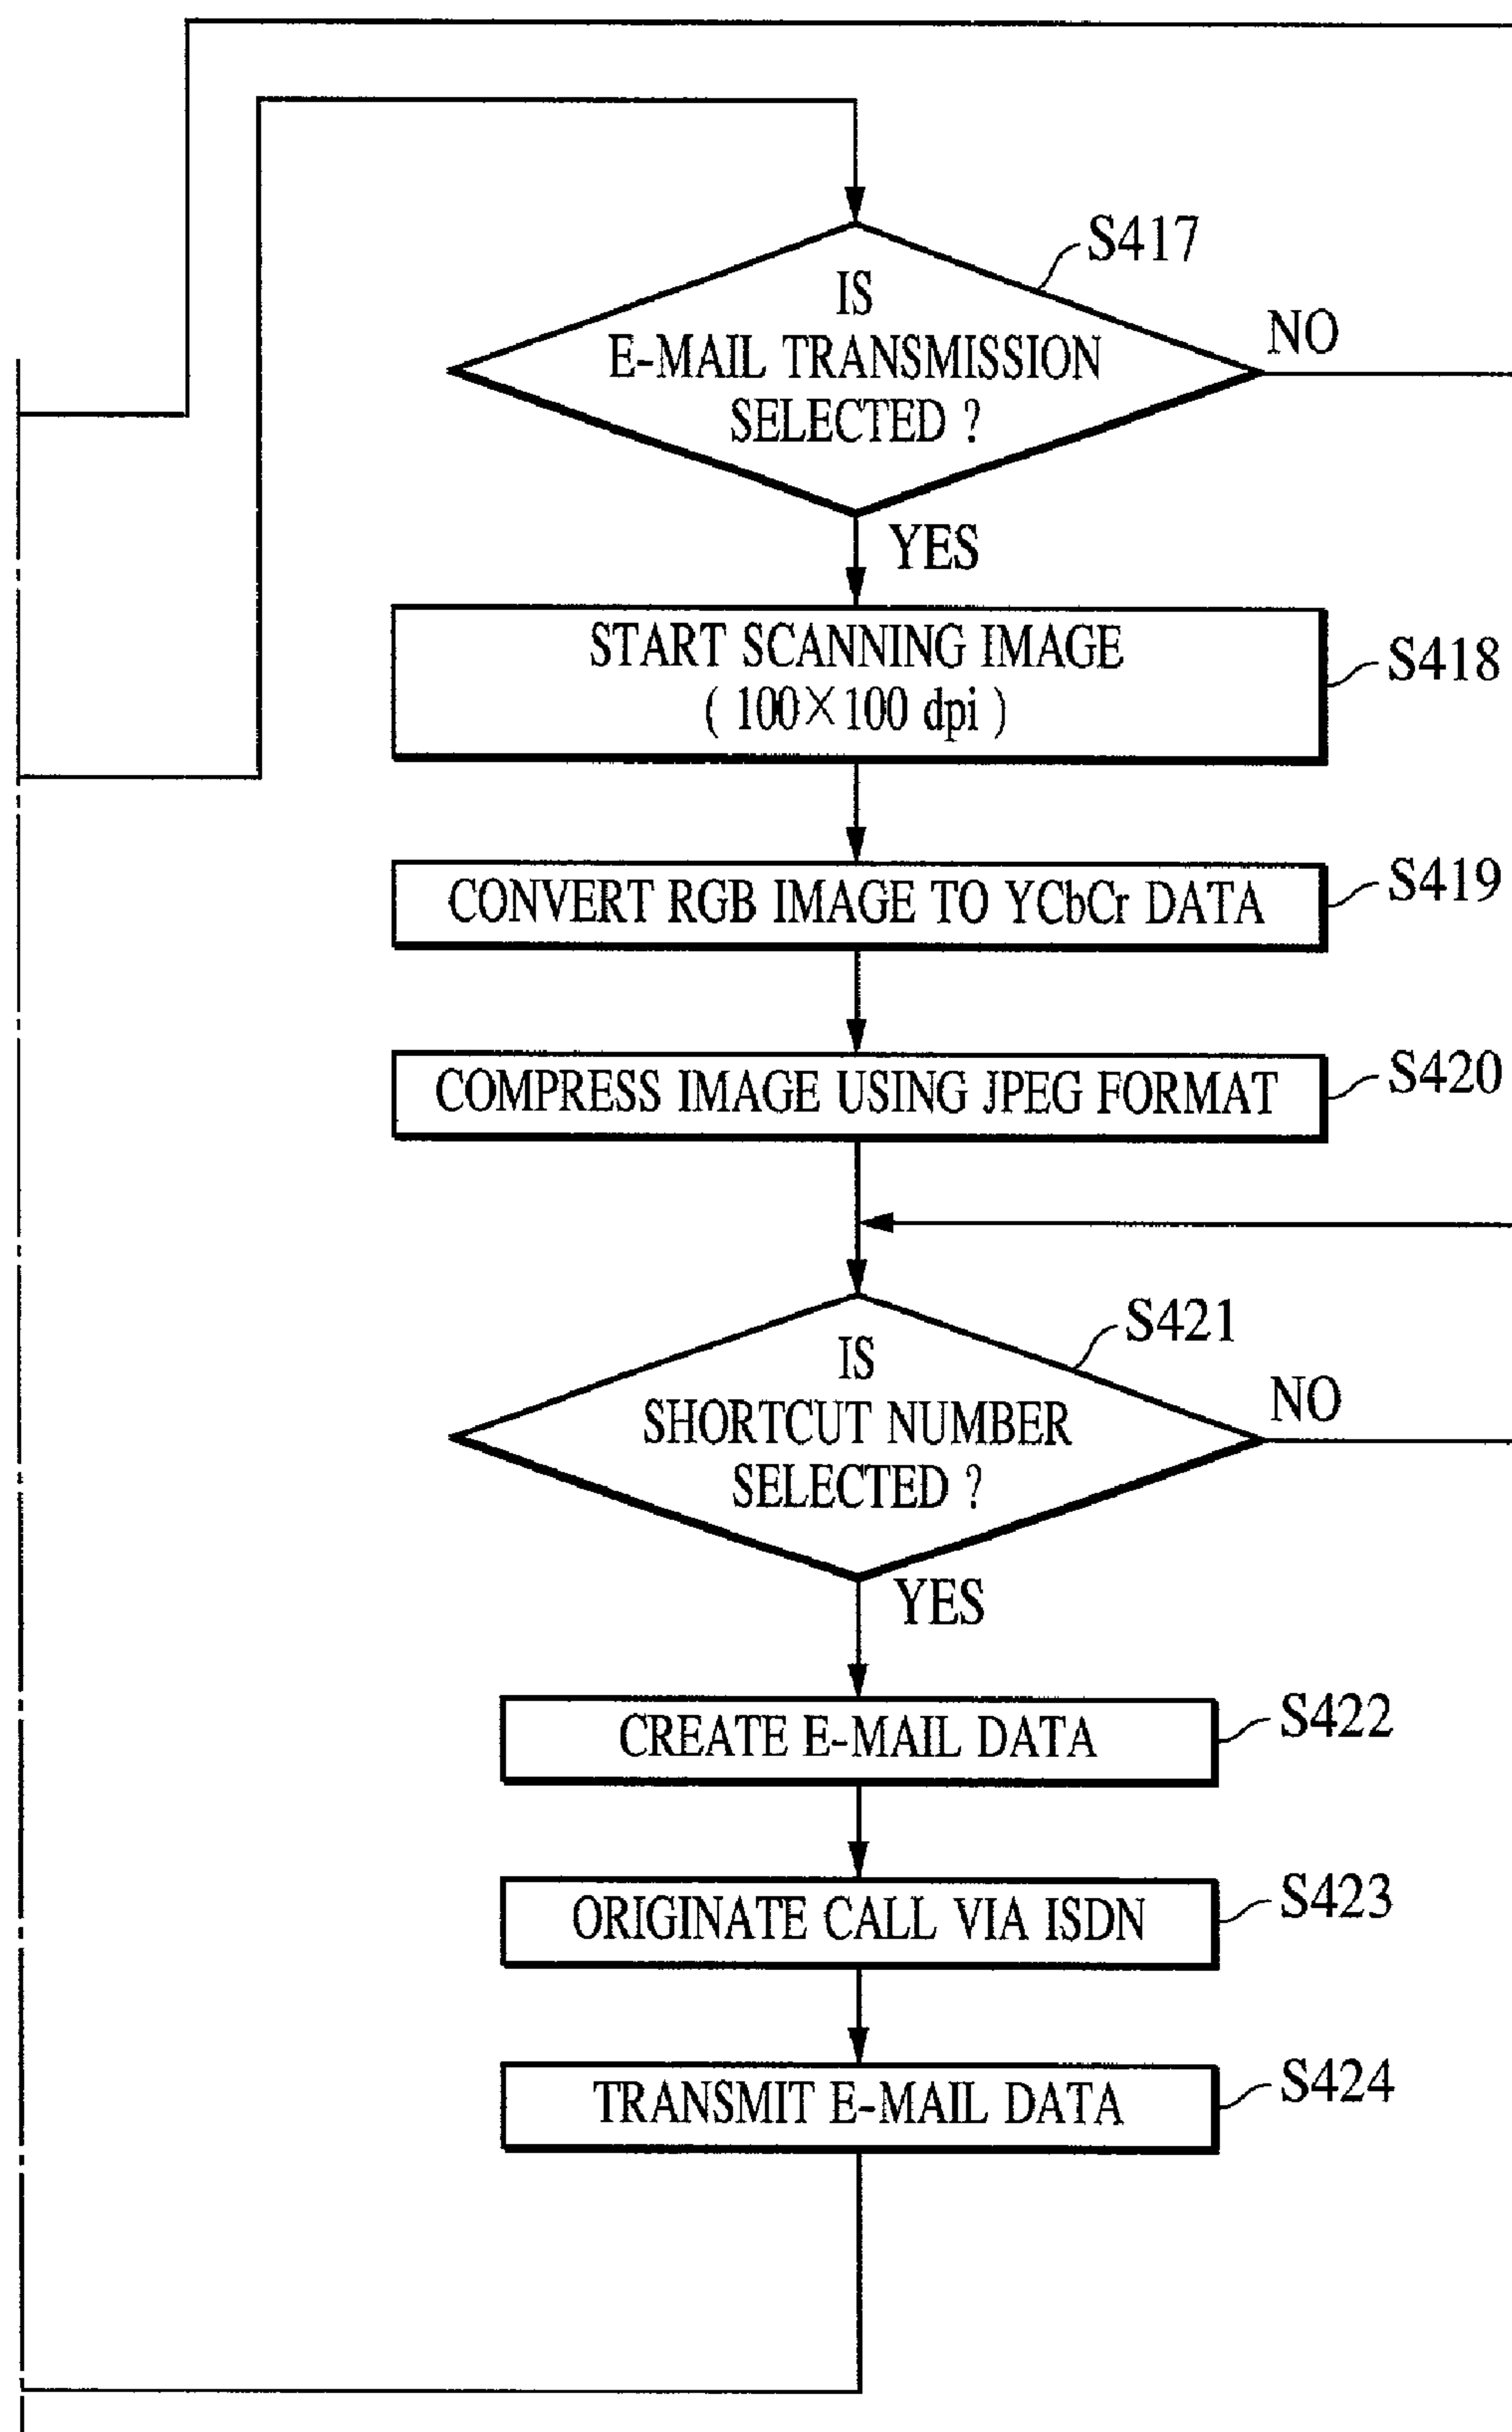 S417
IS
E-MAIL TRANSMISSION
SELECTED ?
NO
YES
START SCANNING IMAGE
( 100×100 dpi )
S418
CONVERT RGB IMAGE TO YCbCr DATA
S419
COMPRESS IMAGE USING JPEG FORMAT
S420
S421
IS
SHORTCUT NUMBER
SELECTED ?
NO
YES
CREATE E-MAIL DATA
S422
ORIGINATE CALL VIA ISDN
S423
TRANSMIT E-MAIL DATA
S424